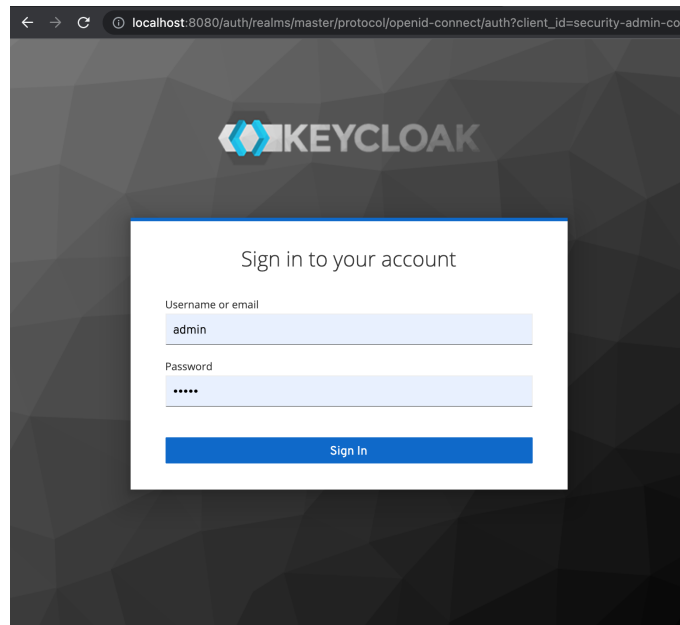 localhost:8080/auth/realms/master/protocol/openid-connect/auth?client_id=security-admin-co
KEYCLOAK
Sign in to your account
Username or email
admin
Password
•••••
Sign In